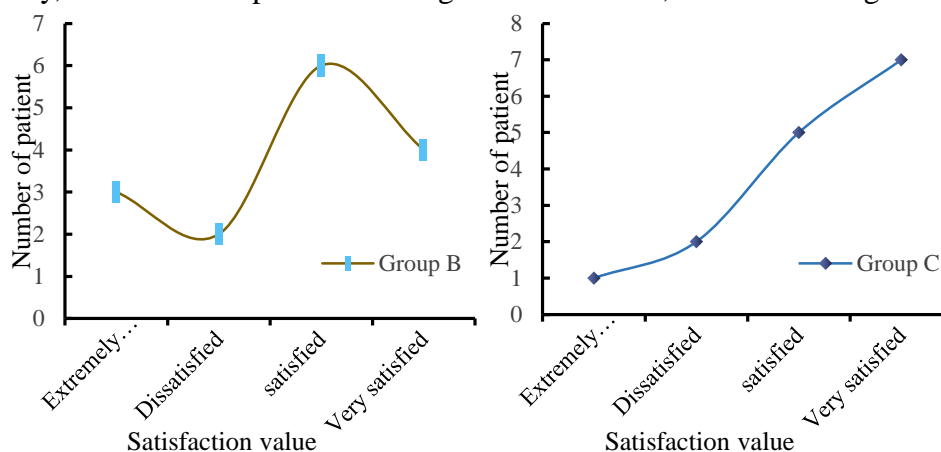 7
6
5
4
3
2
1
0
Number of patient
Group B
Extremely…
Dissatisfied
satisfied
Very satisfied
Satisfaction value
8
7
6
5
4
3
2
1
0
Number of patient
Group C
Extremely…
Dissatisfied
satisfied
Very satisfied
Satisfaction value